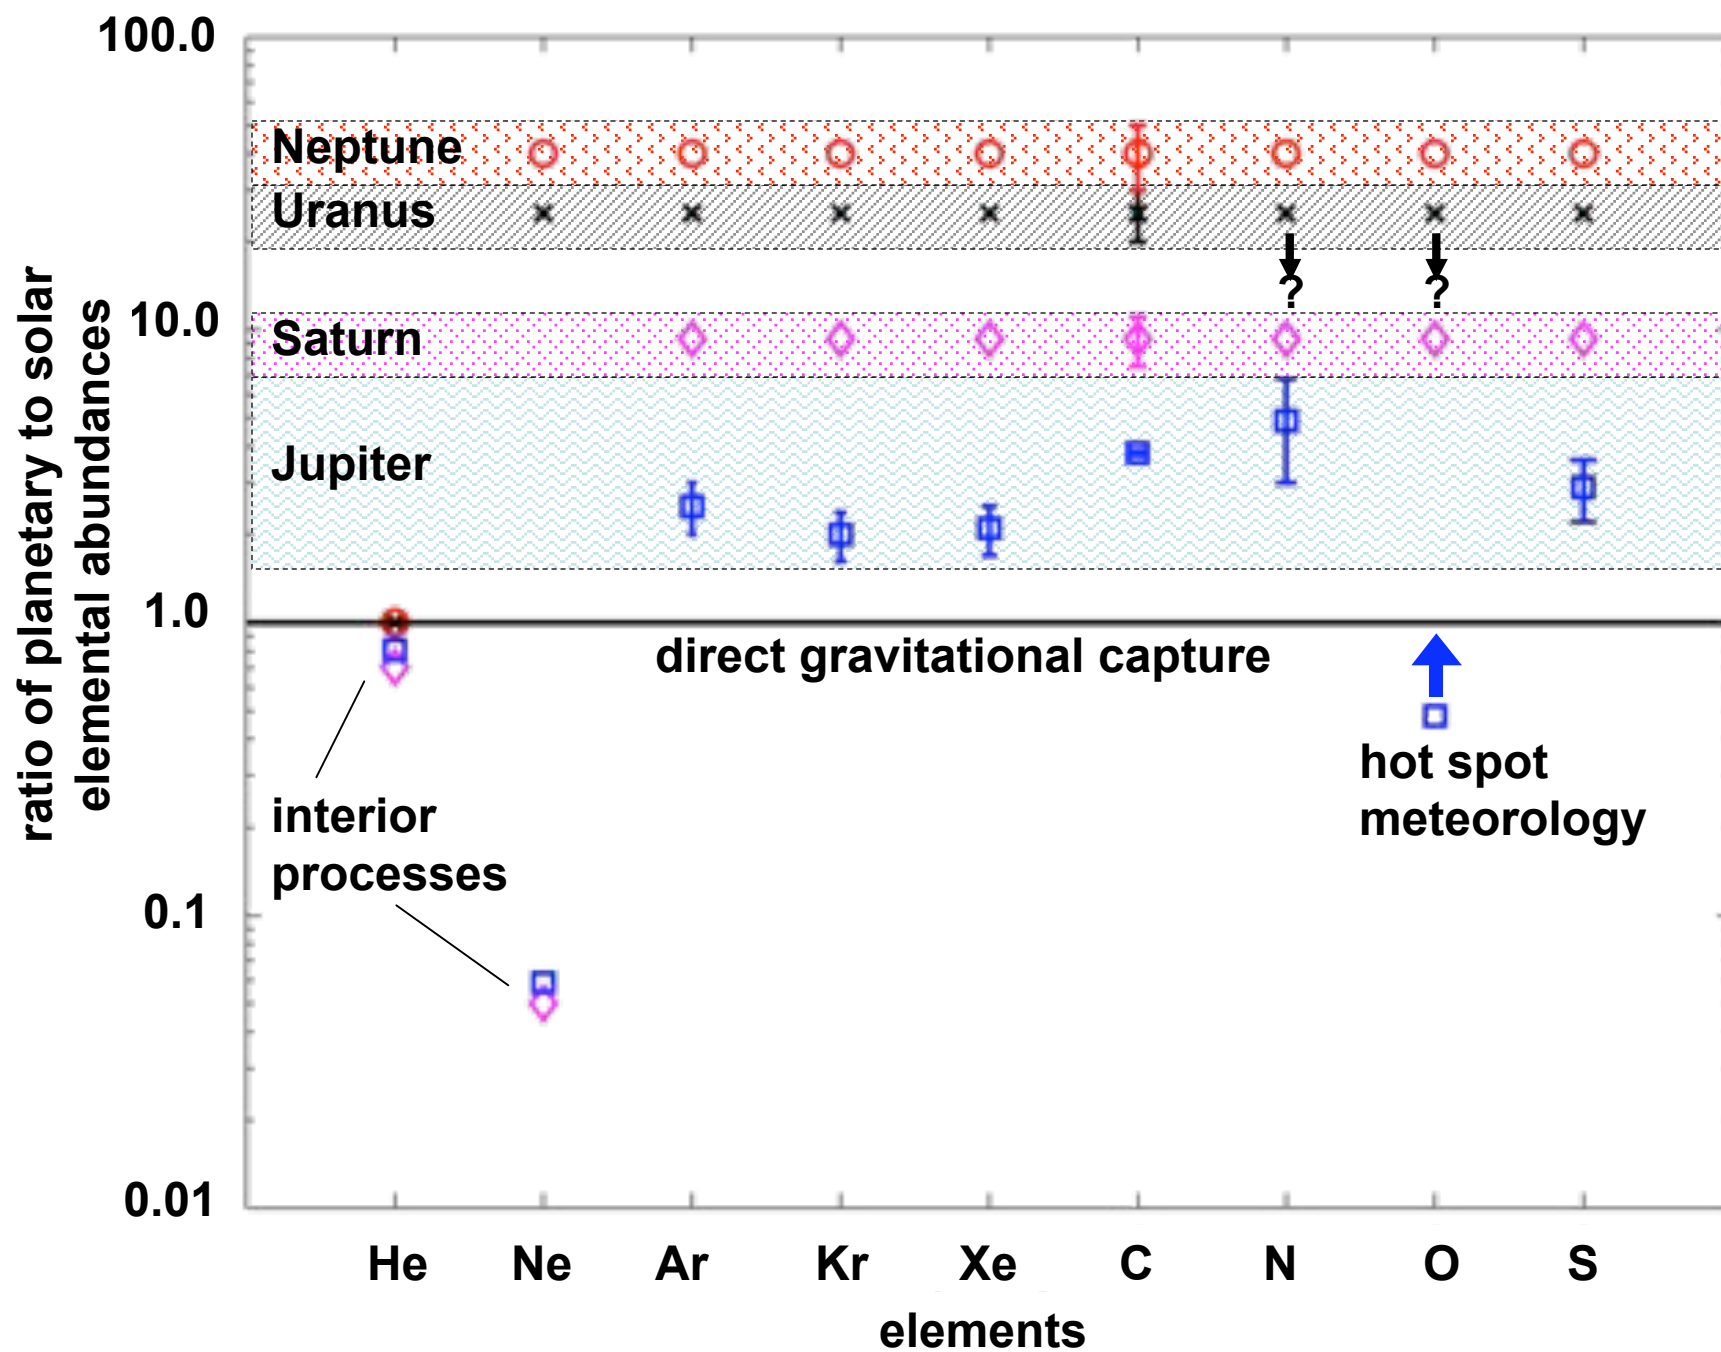 100.0
Neptune
Uranus
? ?
10.0
Saturn
Jupiter
1.0
direct gravitational capture
hot spot
meteorology
interior
processes
0.1
0.01
ratio of planetary to solar
elemental abundances
He Ne Ar Kr Xe C N O S
elements